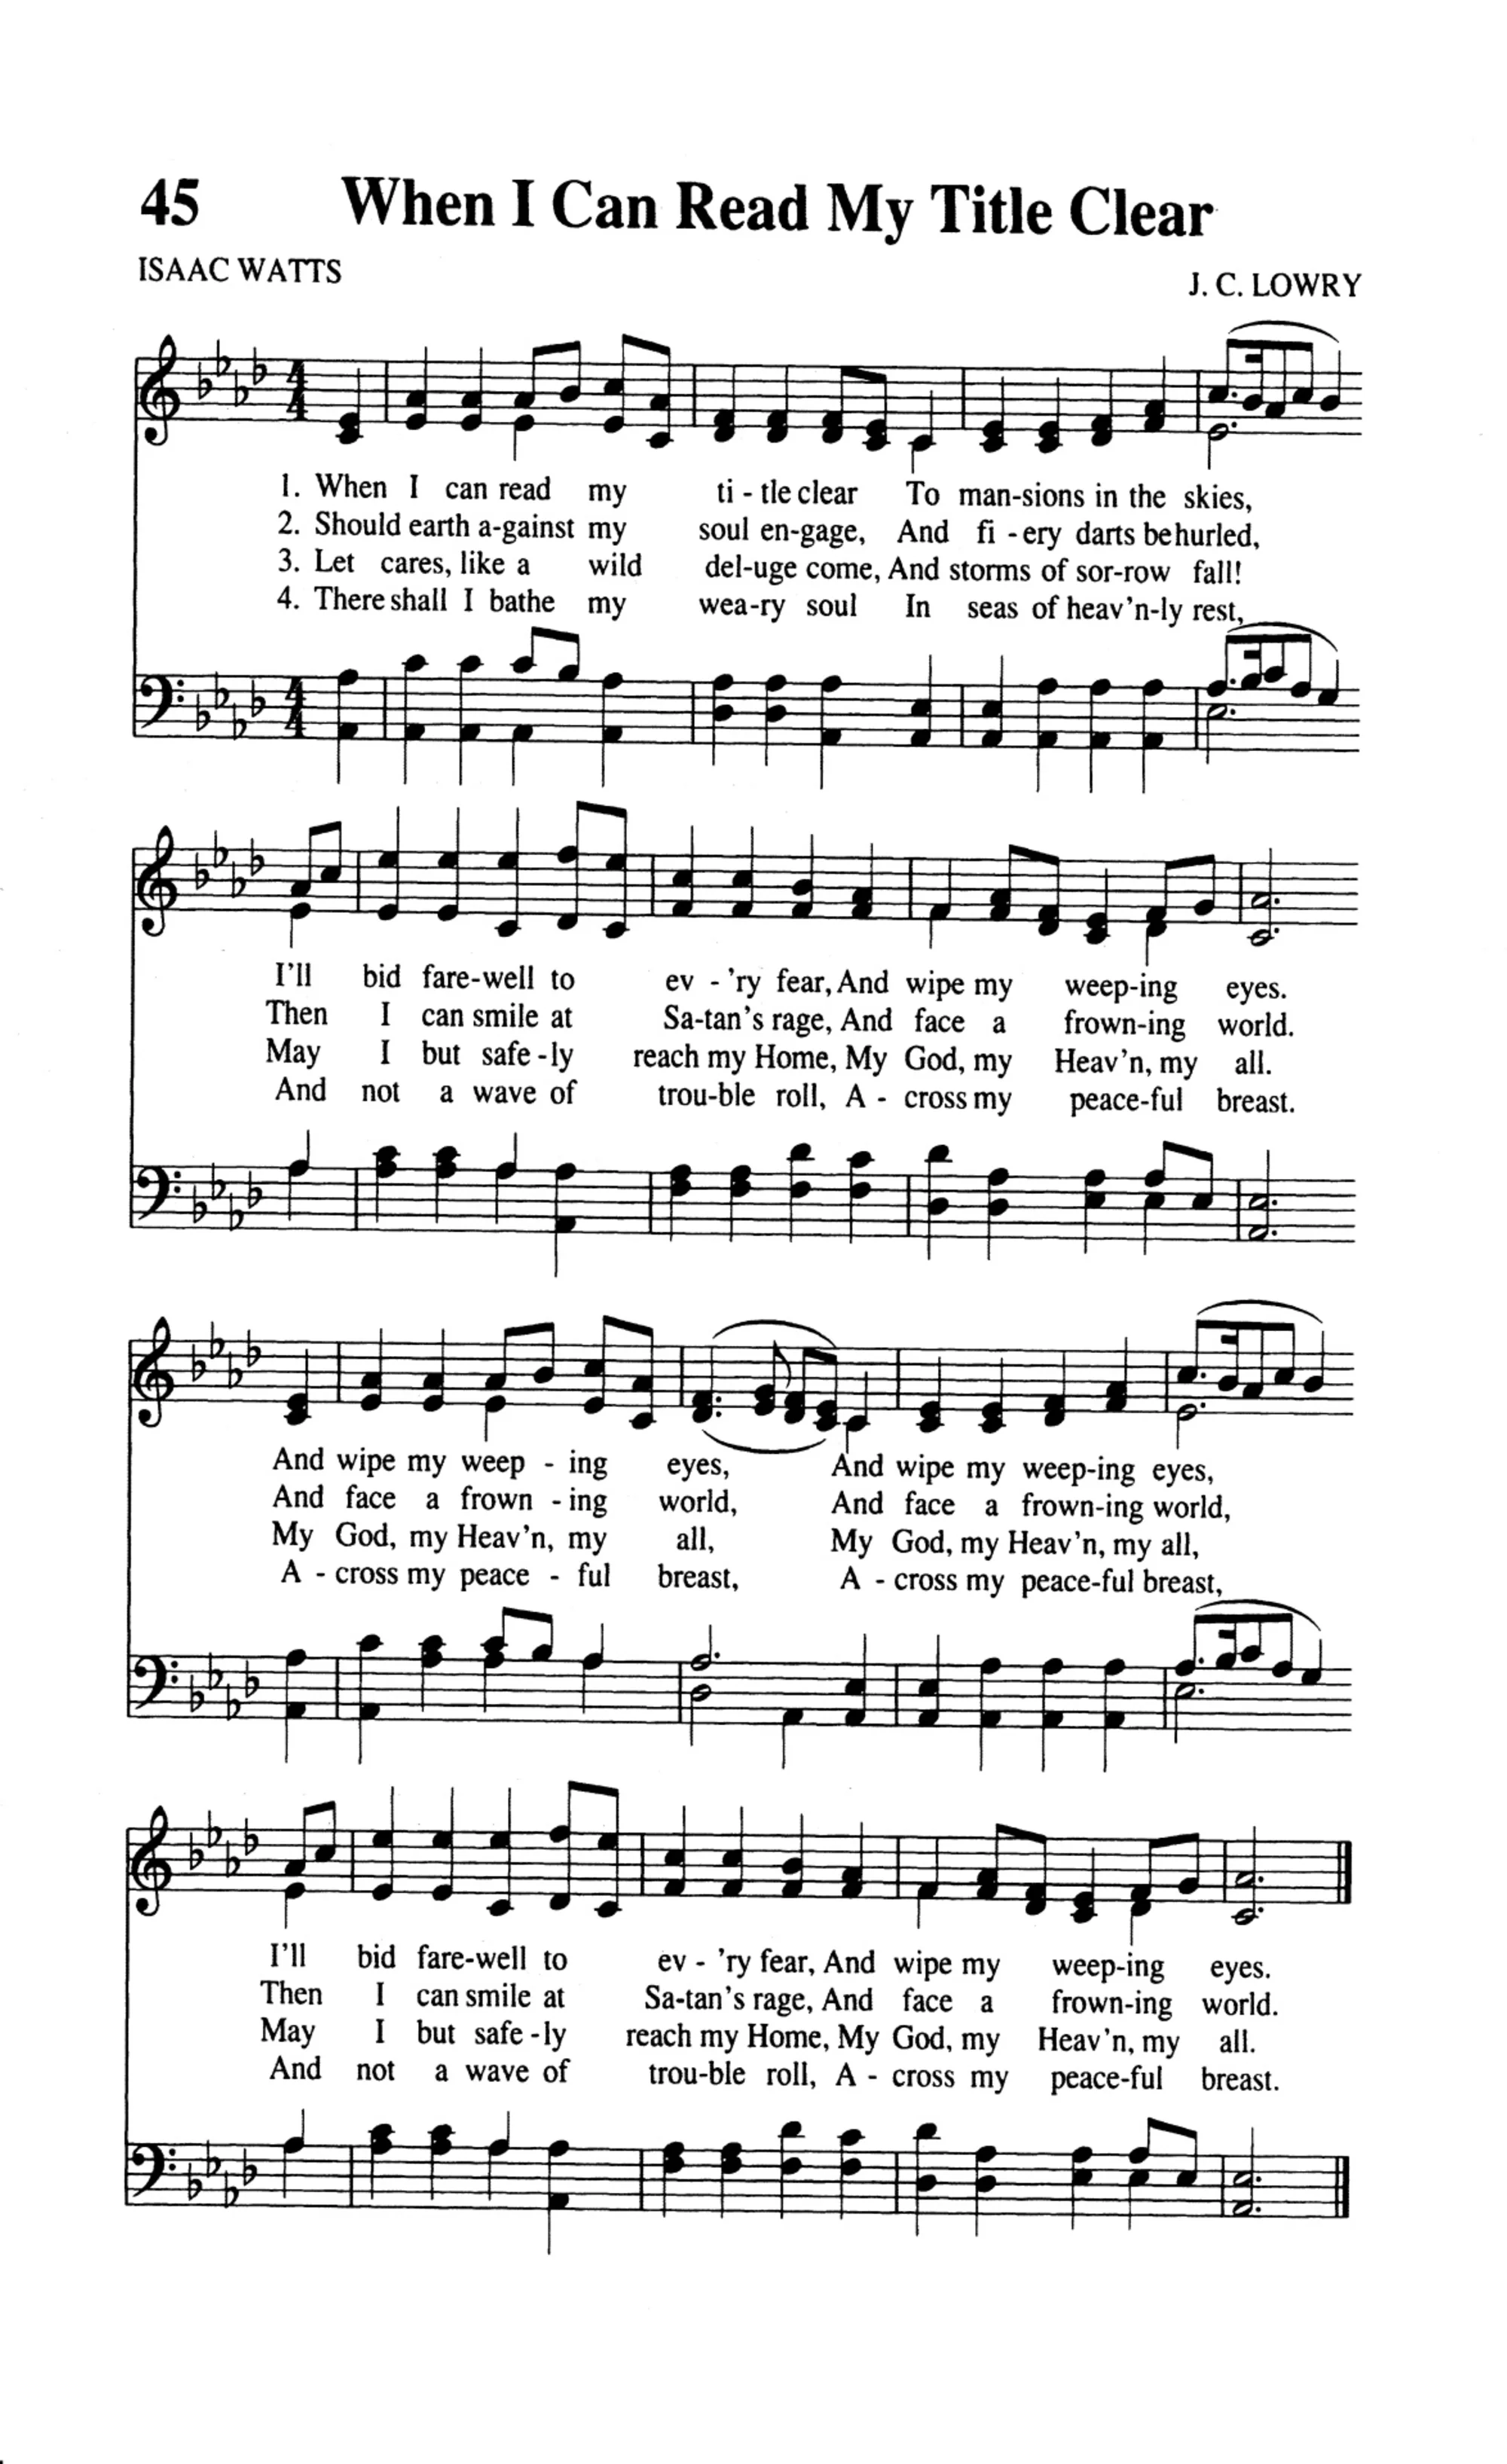 45 When I Can Read My Title Clear
ISAAC WATTS
J. C. LOWRY
4
4
1. When I can read my ti - tle clear To man-sions in the skies,
2. Should earth a-gainst my soul en-gage, And fi - ery darts be hurled,
3. Let cares, like a wild del-uge come, And storms of sor-row fall!
4. There shall I bathe my wea-ry soul In seas of heav'n-ly rest,
4
4
I'll bid fare-well to ev - 'ry fear, And wipe my weep-ing eyes.
Then I can smile at Sa-tan's rage, And face a frown-ing world.
May I but safe -ly reach my Home, My God, my Heav'n, my all.
And not a wave of trou-ble roll, A - cross my peace-ful breast.
And wipe my weep - ing eyes, And wipe my weep-ing eyes,
And face a frown - ing world, And face a frown-ing world,
My God, my Heav'n, my all, My God, my Heav'n, my all,
A - cross my peace - ful breast, A - cross my peace-ful breast,
I'll bid fare-well to ev - 'ry fear, And wipe my weep-ing eyes.
Then I can smile at Sa-tan's rage, And face a frown-ing world.
May I but safe -ly reach my Home, My God, my Heav'n, my all.
And not a wave of trou-ble roll, A - cross my peace-ful breast.